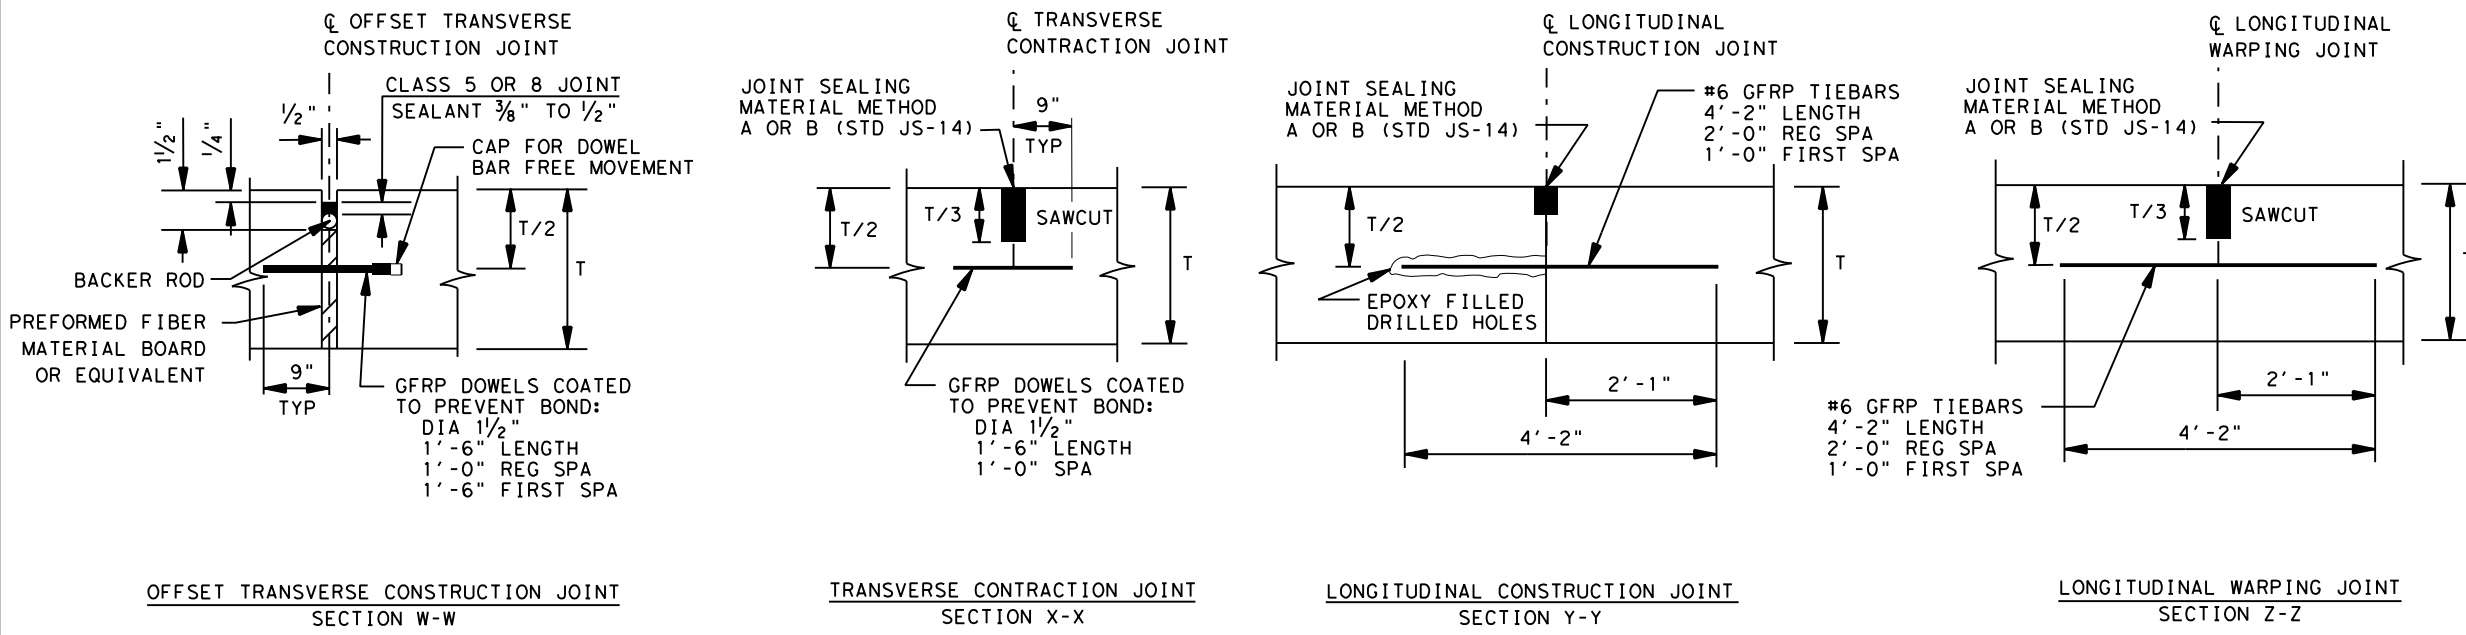 ℄ OFFSET TRANSVERSE
CONSTRUCTION JOINT
CLASS 5 OR 8 JOINT
SEALANT ⅜" TO ½"
½"
1½"
¼"
CAP FOR DOWEL
BAR FREE MOVEMENT
T/2
T
BACKER ROD
PREFORMED FIBER
MATERIAL BOARD
OR EQUIVALENT
9"
TYP
GFRP DOWELS COATED
TO PREVENT BOND:
DIA 1½"
1'-6" LENGTH
1'-0" REG SPA
1'-6" FIRST SPA
OFFSET TRANSVERSE CONSTRUCTION JOINT
SECTION W-W
℄ TRANSVERSE
CONTRACTION JOINT
JOINT SEALING
MATERIAL METHOD
A OR B (STD JS-14)
9"
TYP
T/3
SAWCUT
T/2
T
GFRP DOWELS COATED
TO PREVENT BOND:
DIA 1½"
1'-6" LENGTH
1'-0" SPA
TRANSVERSE CONTRACTION JOINT
SECTION X-X
℄ LONGITUDINAL
CONSTRUCTION JOINT
JOINT SEALING
MATERIAL METHOD
A OR B (STD JS-14)
#6 GFRP TIEBARS
4'-2" LENGTH
2'-0" REG SPA
1'-0" FIRST SPA
T/2
T
EPOXY FILLED
DRILLED HOLES
2'-1"
4'-2"
LONGITUDINAL CONSTRUCTION JOINT
SECTION Y-Y
℄ LONGITUDINAL
WARPING JOINT
JOINT SEALING
MATERIAL METHOD
A OR B (STD JS-14)
T/2
T/3
SAWCUT
2'-1"
4'-2"
#6 GFRP TIEBARS
4'-2" LENGTH
2'-0" REG SPA
1'-0" FIRST SPA
LONGITUDINAL WARPING JOINT
SECTION Z-Z